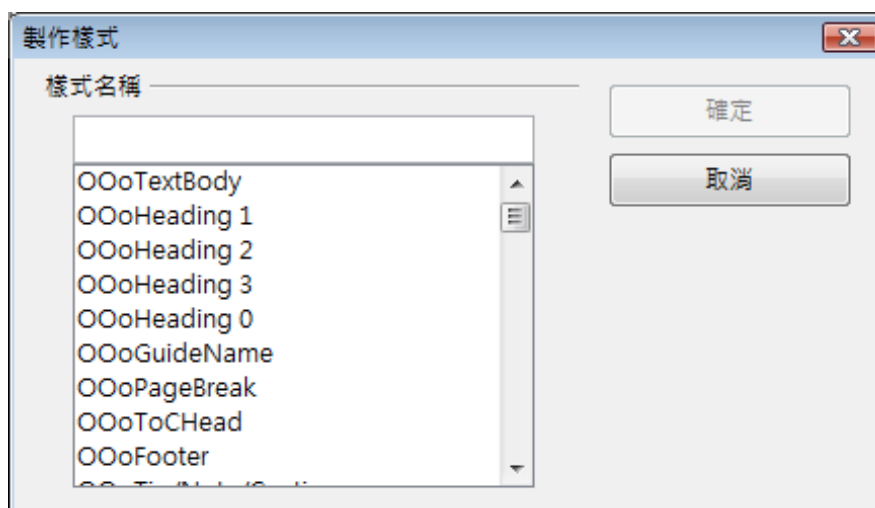 製作樣式
樣式名稱
確定
取消
OOoTextBody
OOoHeading 1
OOoHeading 2
OOoHeading 3
OOoHeading 0
OOoGuideName
OOoPageBreak
OOoToCHead
OOoFooter